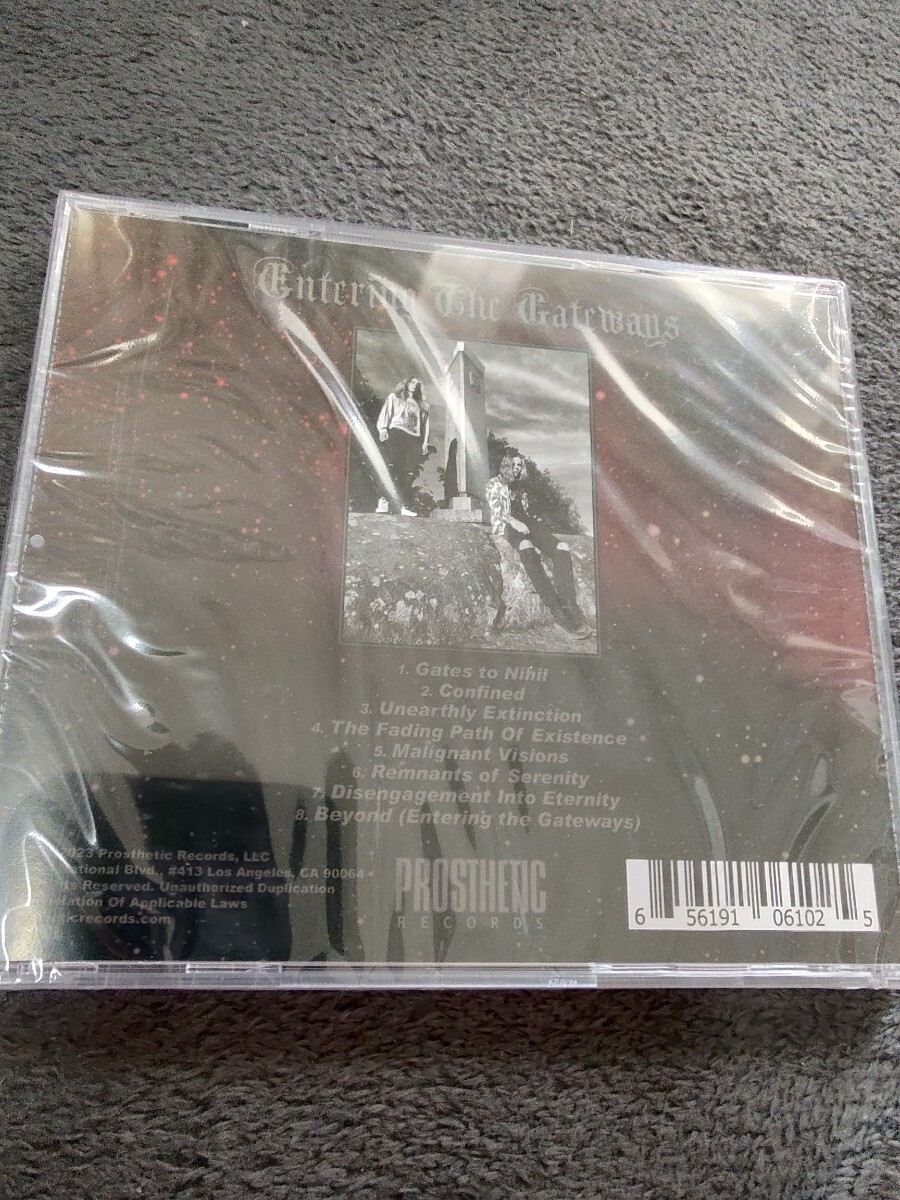 Entering The Gateways
1. Gates to Nihil
2. Confined
3. Unearthly Extinction
4. The Fading Path Of Existence
5. Malignant Visions
6. Remnants of Serenity
7. Disengagement Into Eternity
8. Beyond (Entering the Gateways)
2023 Prosthetic Records, LLC
Blvd., #413 Los Angeles, CA 90064
Reserved. Unauthorized Duplication
Of Applicable Laws
PROSTHETIC
RECORDS
6 56191 06102 5